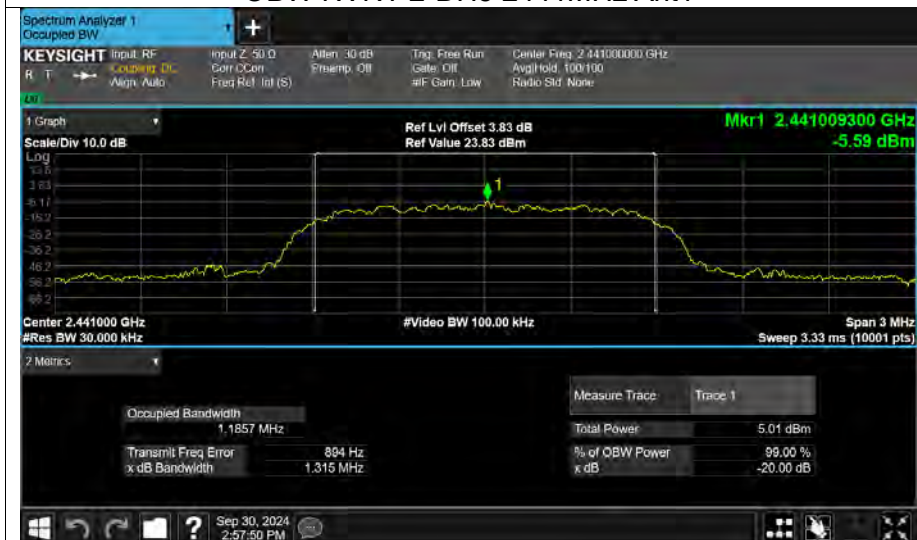 Spectrum Analyzer 1
Occupied BW
+
KEYSIGHT Input: RF
Coupling: DC
Align: Auto
R T
Input Z: 50 Ω
Corr CCorr
Freq Ref: Int (S)
Atten: 30 dB
Preamp: Off
Trig: Free Run
Gate: Off
#IF Gain: Low
Center Freq: 2.441000000 GHz
Avg|Hold: 100/100
Radio Std: None
1 Graph
Scale/Div 10.0 dB
Ref Lvl Offset 3.83 dB
Ref Value 23.83 dBm
Mkr1 2.441009300 GHz
-5.59 dBm
Log
13.8
3.83
-6.17
-16.2
-26.2
-36.2
-46.2
-56.2
-66.2
1
Center 2.441000 GHz
#Res BW 30.000 kHz
#Video BW 100.00 kHz
Span 3 MHz
Sweep 3.33 ms (10001 pts)
2 Metrics
Occupied Bandwidth
1.1857 MHz
Transmit Freq Error 894 Hz
x dB Bandwidth 1.315 MHz
Measure Trace Trace 1
Total Power 5.01 dBm
% of OBW Power 99.00 %
x dB -20.00 dB
?
Sep 30, 2024
2:57:50 PM